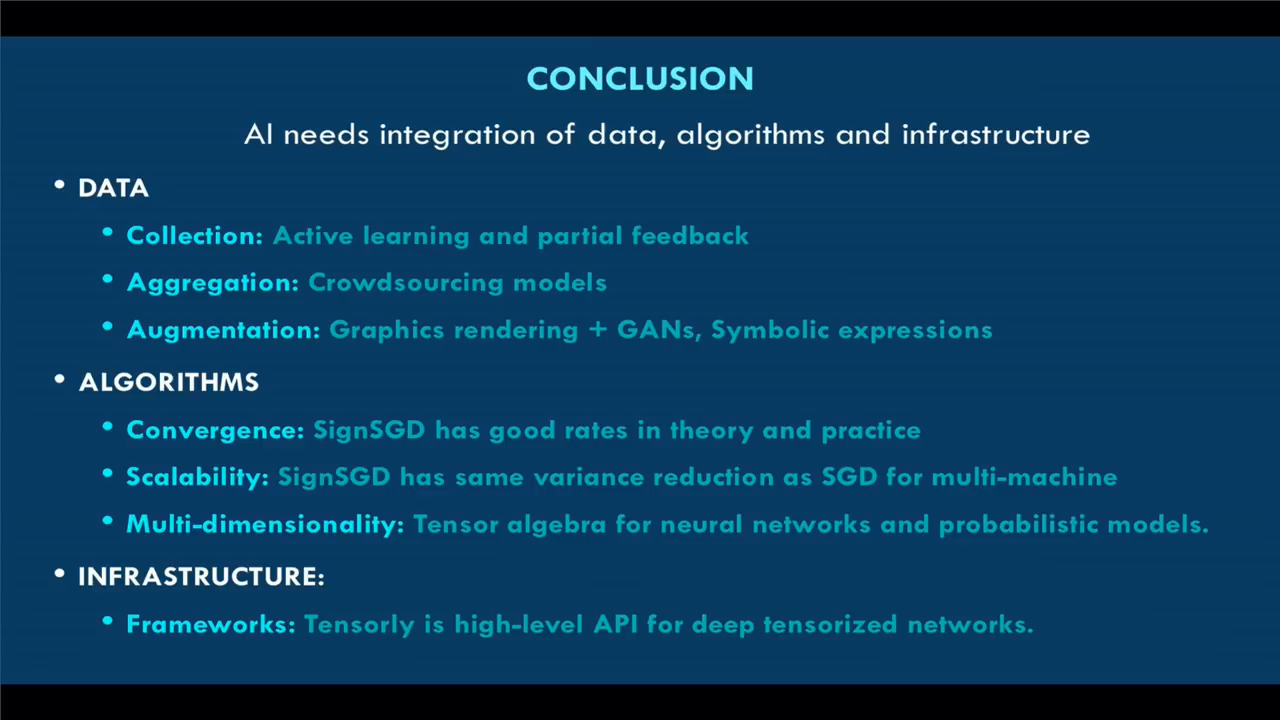 CONCLUSION
AI needs integration of data, algorithms and infrastructure
• DATA
• Collection: Active learning and partial feedback
• Aggregation: Crowdsourcing models
• Augmentation: Graphics rendering + GANs, Symbolic expressions
• ALGORITHMS
• Convergence: SignSGD has good rates in theory and practice
• Scalability: SignSGD has same variance reduction as SGD for multi-machine
• Multi-dimensionality: Tensor algebra for neural networks and probabilistic models.
• INFRASTRUCTURE:
• Frameworks: Tensorly is high-level API for deep tensorized networks.